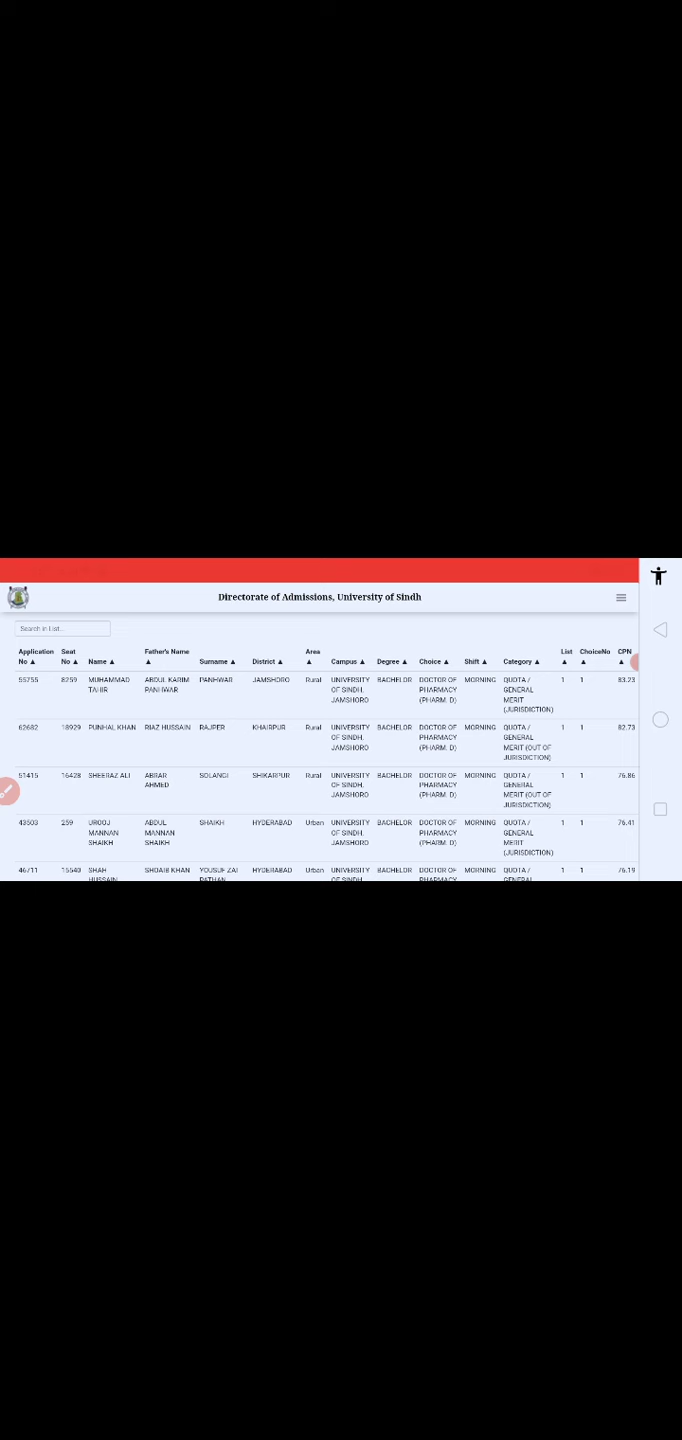 Directorate of Admissions, University of Sindh
Search in List..
Application No ▲ Seat No ▲ Name ▲ Father's Name ▲ Surname ▲ District ▲ Area ▲ Campus ▲ Degree ▲ Choice ▲ Shift ▲ Category ▲ List ▲ ChoiceNo ▲ CPN ▲
55755 8259 MUHAMMAD TAHIR ABDUL KARIM PANHWAR PANHWAR JAMSHORO Rural UNIVERSITY OF SINDH, JAMSHORO BACHELOR DOCTOR OF PHARMACY (PHARM. D) MORNING QUOTA / GENERAL MERIT (JURISDICTION) 1 1 83.23
62682 18929 PUNHAL KHAN RIAZ HUSSAIN RAJPER KHAIRPUR Rural UNIVERSITY OF SINDH, JAMSHORO BACHELOR DOCTOR OF PHARMACY (PHARM. D) MORNING QUOTA / GENERAL MERIT (OUT OF JURISDICTION) 1 1 82.73
51415 16428 SHEERAZ ALI ABRAR AHMED SOLANGI SHIKARPUR Rural UNIVERSITY OF SINDH, JAMSHORO BACHELOR DOCTOR OF PHARMACY (PHARM. D) MORNING QUOTA / GENERAL MERIT (OUT OF JURISDICTION) 1 1 76.86
43503 259 UROOJ MANNAN SHAIKH ABDUL MANNAN SHAIKH SHAIKH HYDERABAD Urban UNIVERSITY OF SINDH, JAMSHORO BACHELOR DOCTOR OF PHARMACY (PHARM. D) MORNING QUOTA / GENERAL MERIT (JURISDICTION) 1 1 76.41
46711 15540 SHAH HUSSAIN SHOAIB KHAN YOUSUF ZAI PATHAN HYDERABAD Urban UNIVERSITY OF SINDH, BACHELOR DOCTOR OF PHARMACY MORNING QUOTA / GENERAL 1 1 76.19